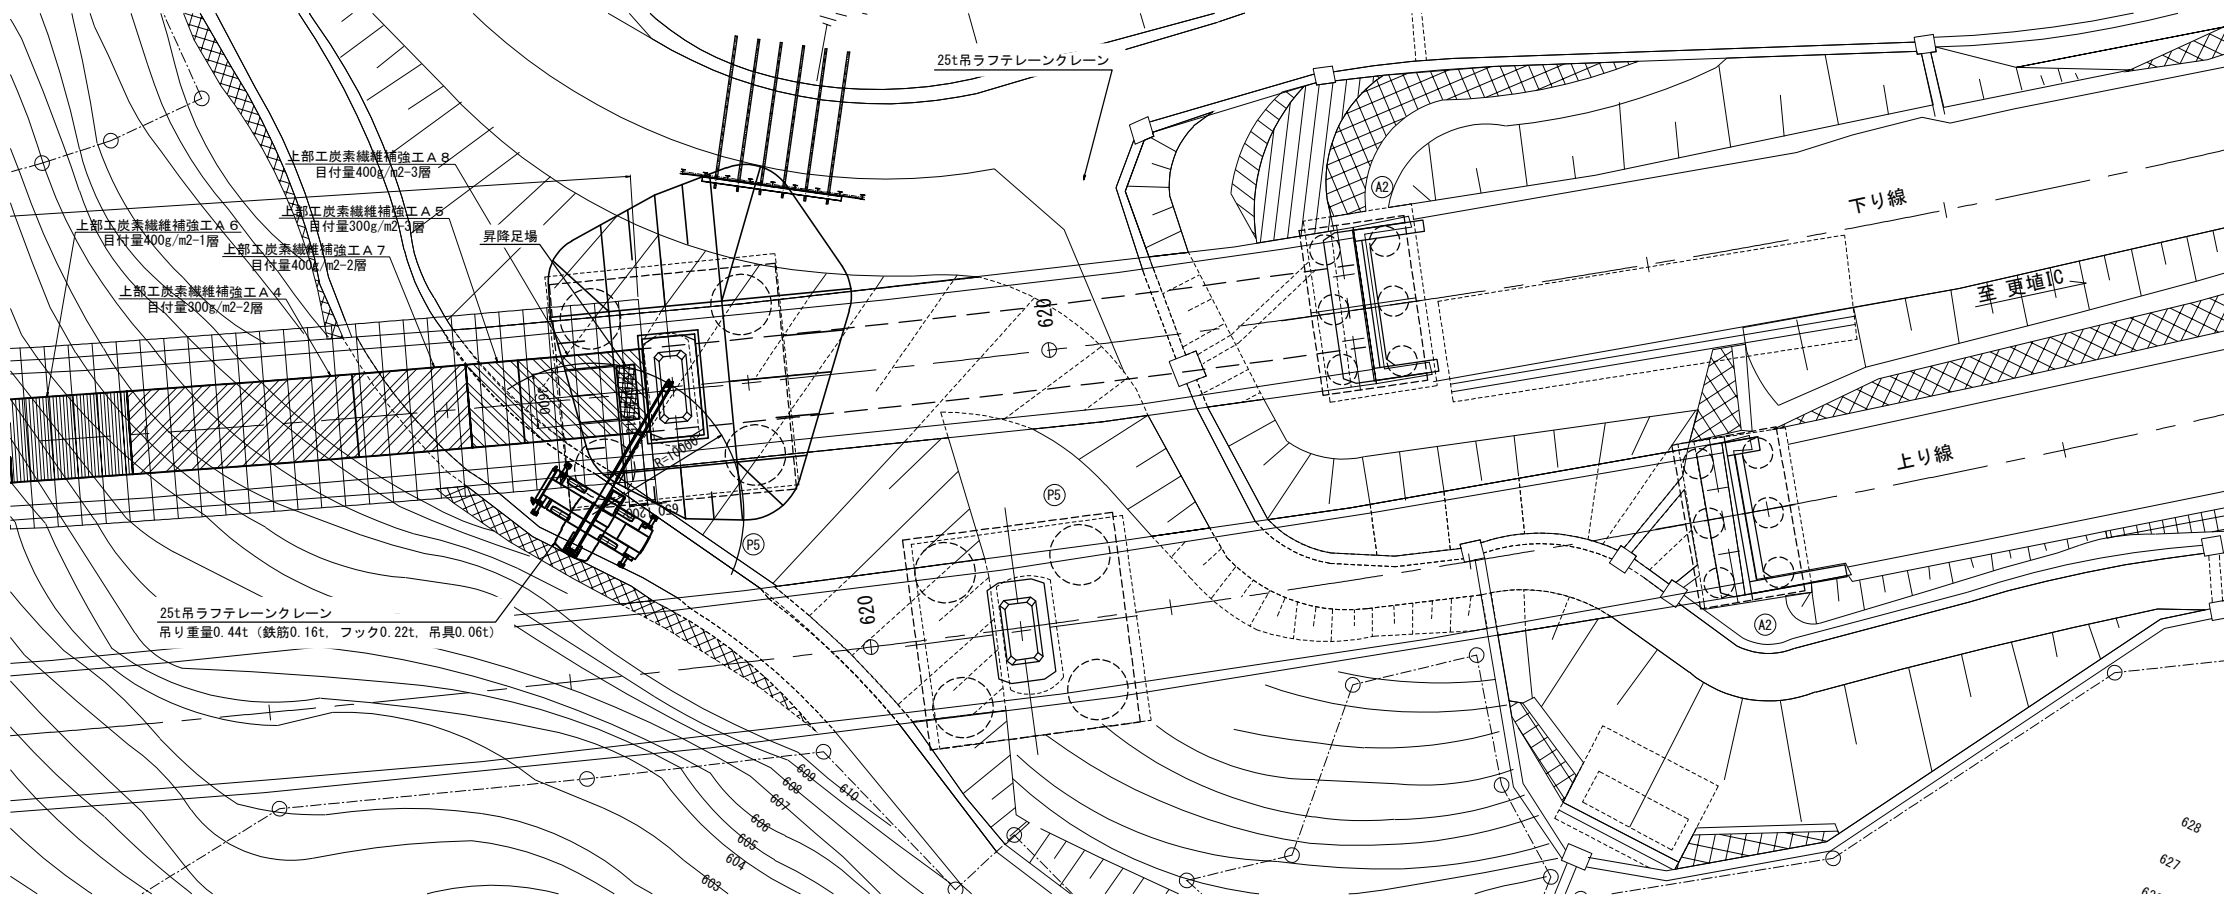 25t吊ラフテレーンクレーン
上部工炭素繊維補強工A8
目付量400g/m2-3層
上部工炭素繊維補強工A5
目付量300g/m2-3層
上部工炭素繊維補強工A6
目付量400g/m2-1層
上部工炭素繊維補強工A7
目付量400g/m2-2層
上部工炭素繊維補強工A4
目付量300g/m2-2層
昇降足場
A2
下り線
至 更埴IC
620
R=10000
上り線
P5
P5
620
A2
25t吊ラフテレーンクレーン
吊り重量0.44t (鉄筋0.16t, フック0.22t, 吊具0.06t)
610
609
608
607
606
605
604
603
628
627